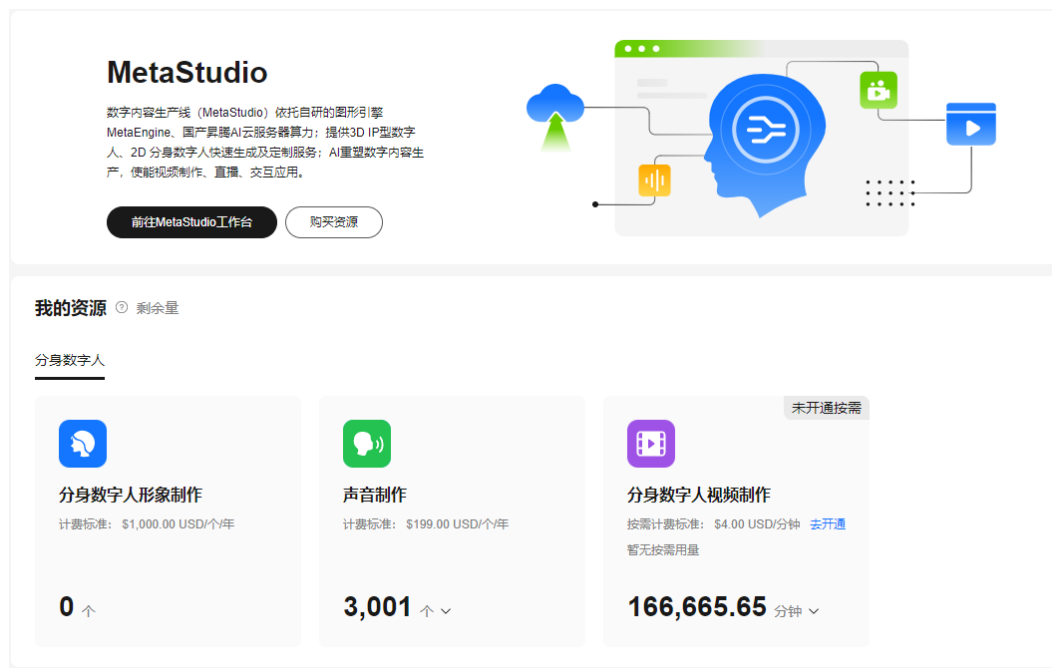 MetaStudio
数字内容生产线（MetaStudio）依托自研的图形引擎
MetaEngine、国产昇腾AI云服务器算力；提供3D IP型数字
人、2D 分身数字人快速生成及定制服务；AI重塑数字内容生
产，使能视频制作、直播、交互应用。
前往MetaStudio工作台 购买资源
我的资源 ? 剩余量
分身数字人
未开通按需
分身数字人形象制作
计费标准： $1,000.00 USD/个/年
0 个
声音制作
计费标准： $199.00 USD/个/年
3,001 个
分身数字人视频制作
按需计费标准： $4.00 USD/分钟 去开通
暂无按需用量
166,665.65 分钟